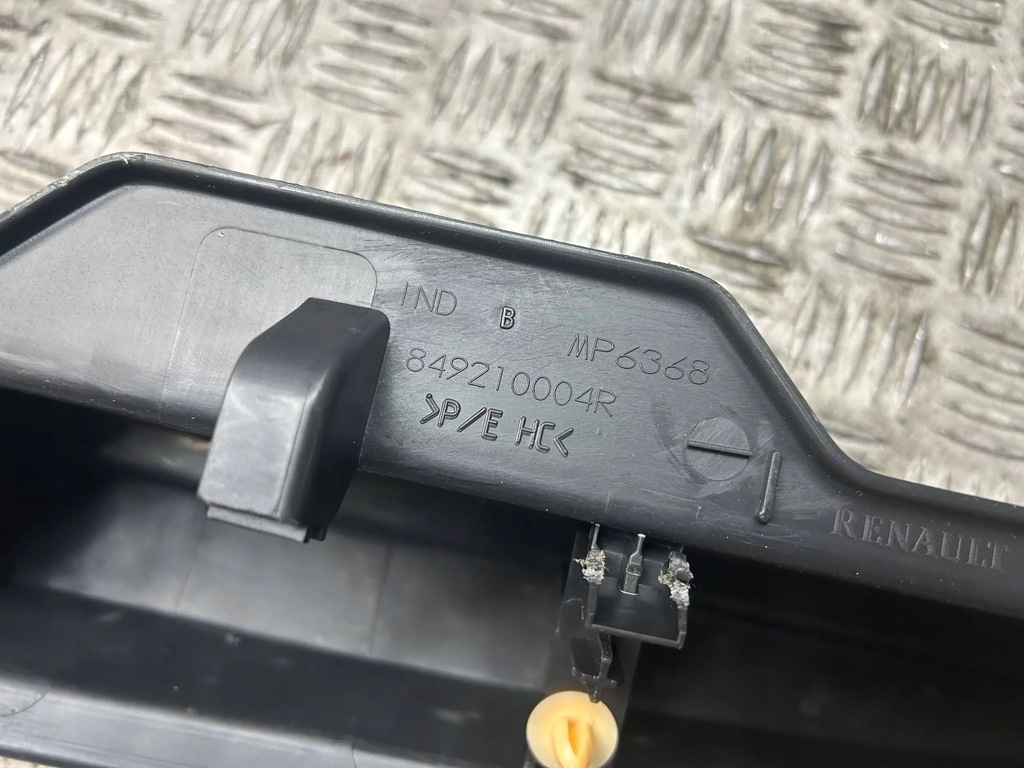 IND B MP6368
849210004R
>P/E HC<
RENAULT